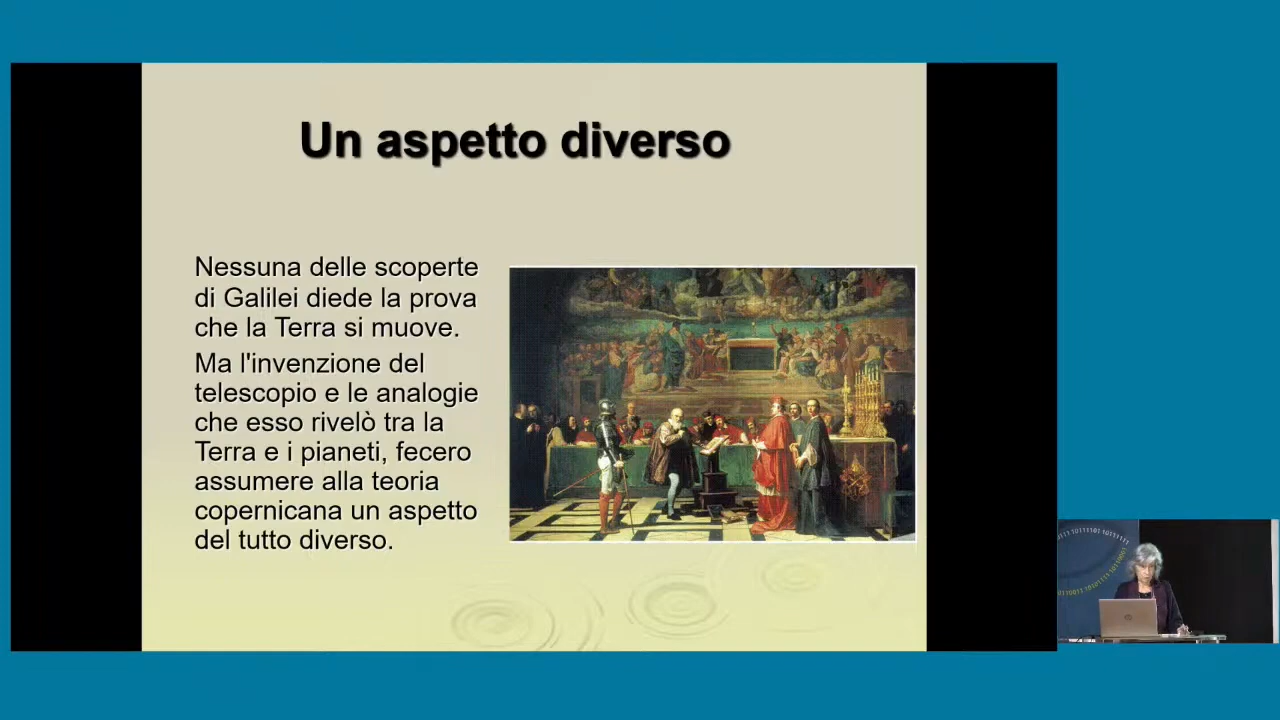 Un aspetto diverso
Nessuna delle scoperte
di Galilei diede la prova
che la Terra si muove.
Ma l'invenzione del
telescopio e le analogie
che esso rivelò tra la
Terra e i pianeti, fecero
assumere alla teoria
copernicana un aspetto
del tutto diverso.